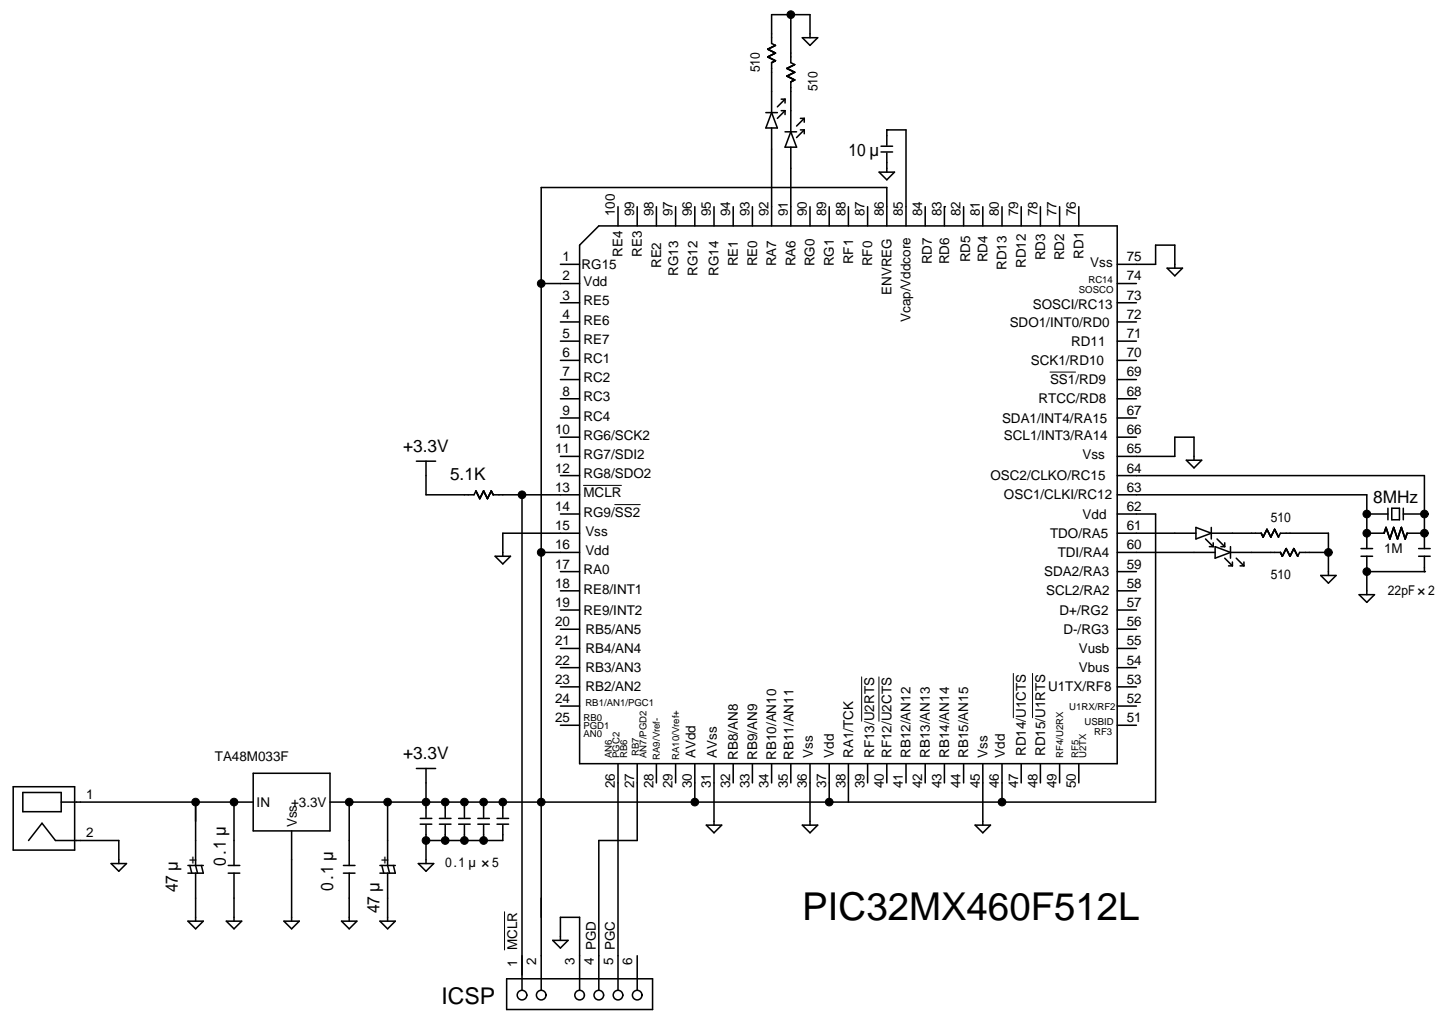 510
510
10 µ
100
99
98
97
96
95
94
93
92
91
90
89
88
87
86
85
84
83
82
81
80
79
78
77
76
RE4
RE3
RE2
RG13
RG12
RG14
RE1
RE0
RA7
RA6
RG0
RG1
RF1
RF0
ENVREG
Vcap/Vddcore
RD7
RD6
RD5
RD4
RD13
RD12
RD3
RD2
RD1
1 RG15
2 Vdd
3 RE5
4 RE6
5 RE7
6 RC1
7 RC2
8 RC3
9 RC4
10 RG6/SCK2
11 RG7/SDI2
12 RG8/SDO2
13 MCLR
14 RG9/SS2
15 Vss
16 Vdd
17 RA0
18 RE8/INT1
19 RE9/INT2
20 RB5/AN5
21 RB4/AN4
22 RB3/AN3
23 RB2/AN2
24 RB1/AN1/PGC1
25 RB0
PGD1
AN0
+3.3V
5.1K
Vss 75
RC14
SOSCO 74
SOSCI/RC13 73
SDO1/INT0/RD0 72
RD11 71
SCK1/RD10 70
SS1/RD9 69
RTCC/RD8 68
SDA1/INT4/RA15 67
SCL1/INT3/RA14 66
Vss 65
OSC2/CLKO/RC15 64
OSC1/CLKI/RC12 63
Vdd 62
TDO/RA5 61
TDI/RA4 60
SDA2/RA3 59
SCL2/RA2 58
D+/RG2 57
D-/RG3 56
Vusb 55
Vbus 54
U1TX/RF8 53
U1RX/RF2 52
USBID
RF3 51
8MHz
1M
22pF × 2
510
510
AN6
PGC2
RB6
RB7
AN7/PGD2
RA9/Vref-
RA10/Vref+
AVdd
AVss
RB8/AN8
RB9/AN9
RB10/AN10
RB11/AN11
Vss
Vdd
RA1/TCK
RF13/U2RTS
RF12/U2CTS
RB12/AN12
RB13/AN13
RB14/AN14
RB15/AN15
Vss
Vdd
RD14/U1CTS
RD15/U1RTS
RF4/U2RX
RF5
U2TX
26
27
28
29
30
31
32
33
34
35
36
37
38
39
40
41
42
43
44
45
46
47
48
49
50
TA48M033F
+3.3V
1
2
IN
+3.3V
Vss
47 µ
0.1 µ
0.1 µ
47 µ
0.1 µ × 5
PIC32MX460F512L
MCLR
PGD
PGC
1
2
3
4
5
6
ICSP